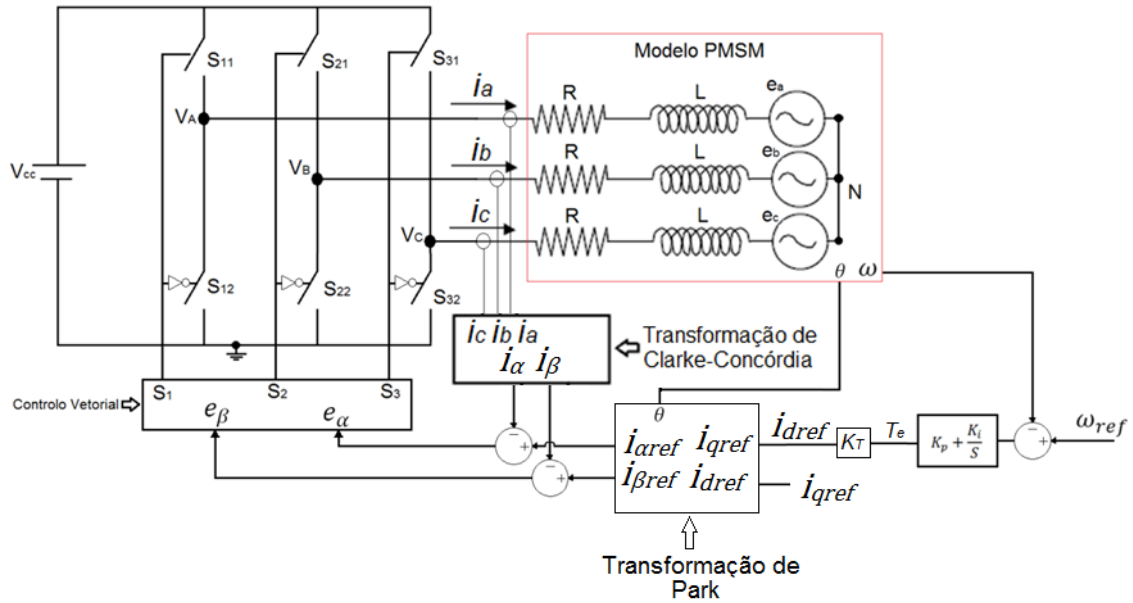 Modelo PMSM
S11
S21
S31
ia
R
L
ea
VA
Vcc
ib
R
L
eb
VB
N
ic
R
L
ec
VC
θ ω
S12
S22
S32
ic ib ia
iα iβ
Transformação de
Clarke-Concórdia
S1
S2
S3
Controlo Vetorial
eβ
eα
θ
iαref
iqref
idref
KT
Te
Kp + Ki/S
ωref
− +
− +
− +
iβref
idref
iqref
Transformação de
Park